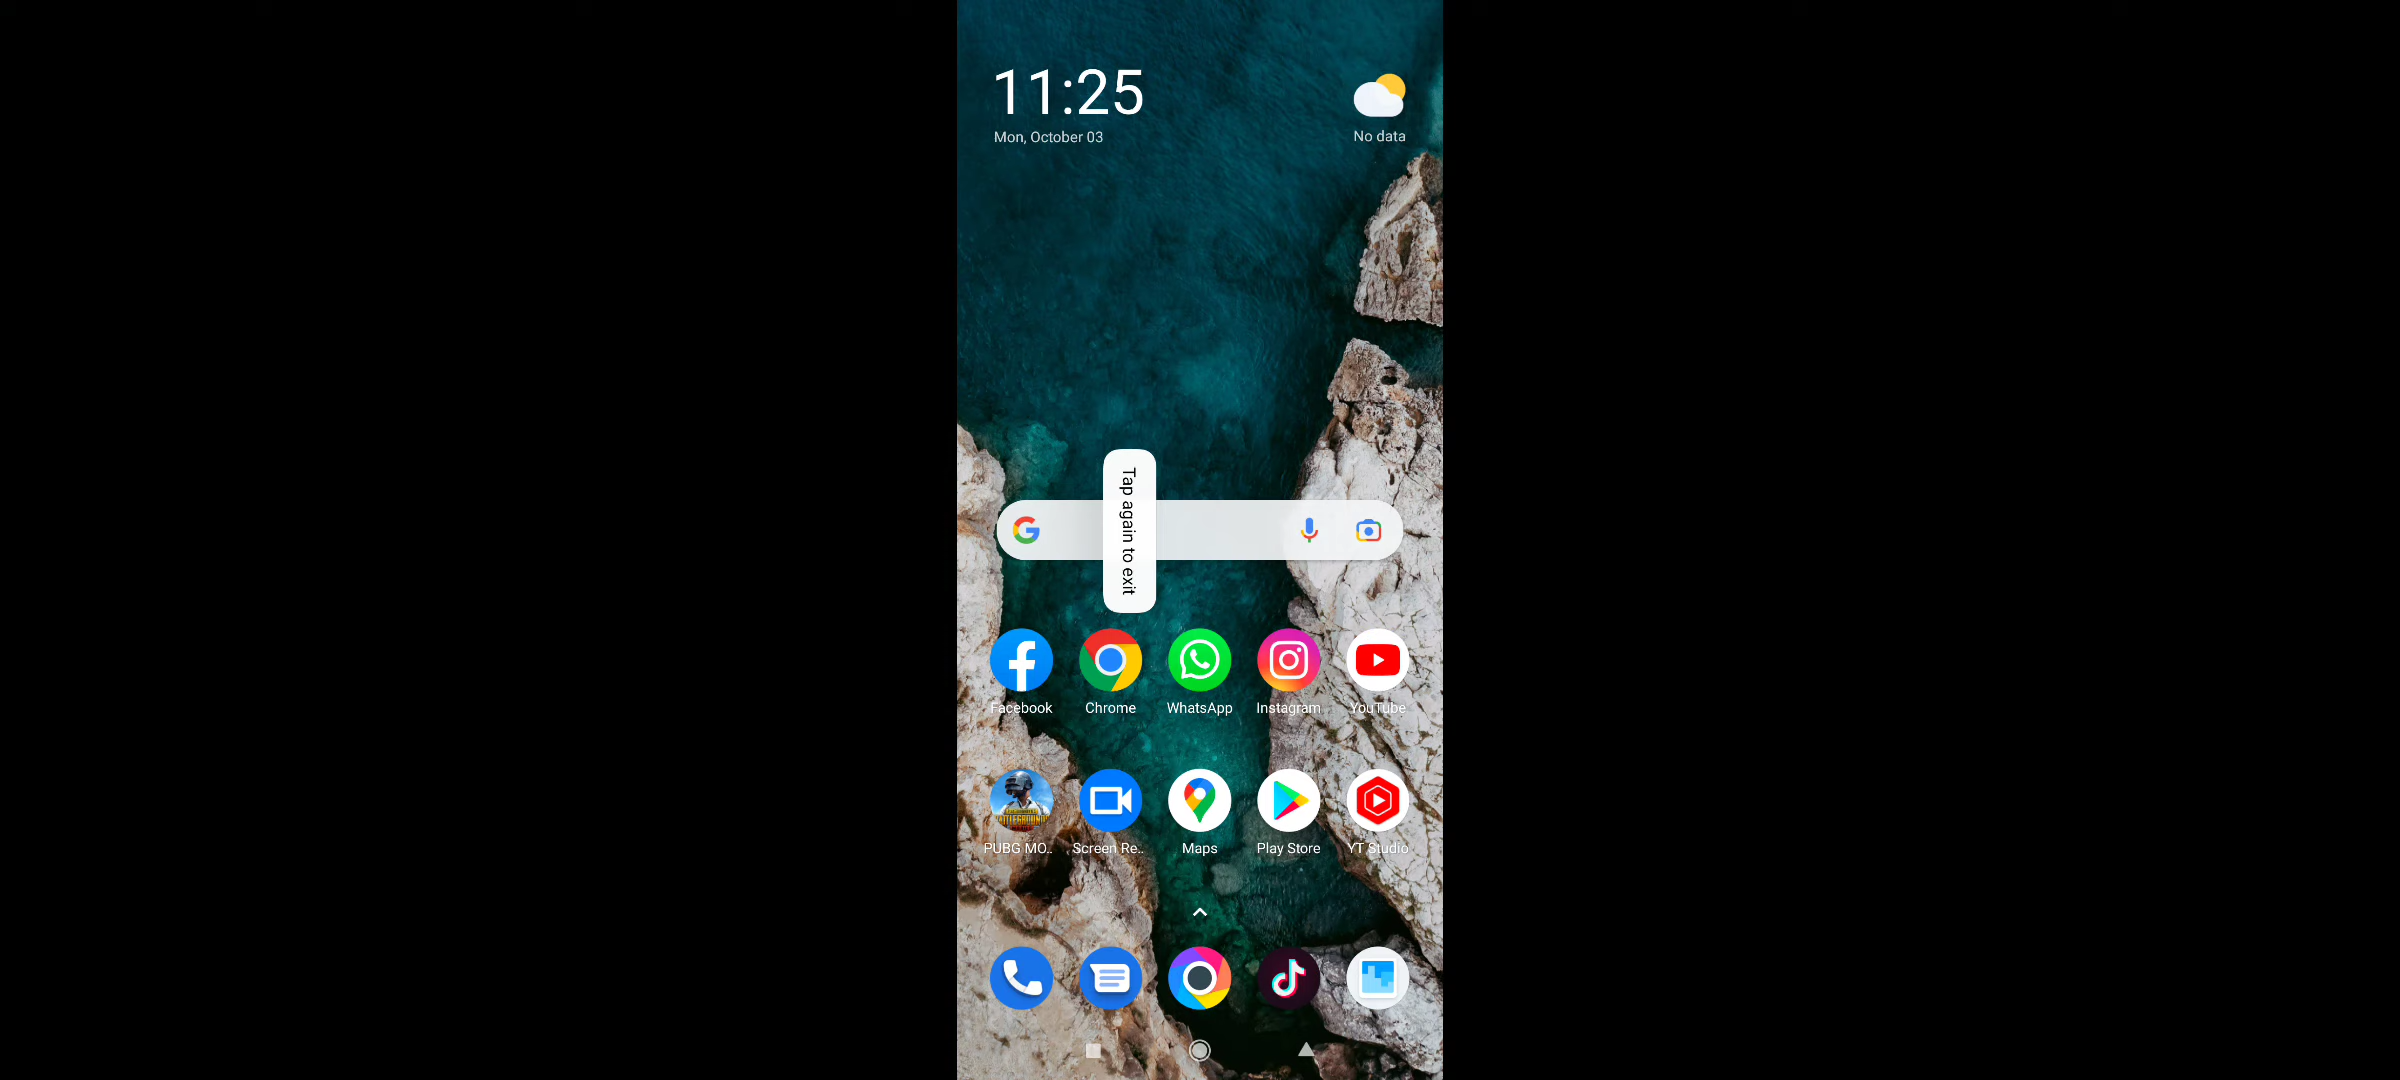 11:25
Mon, October 03
No data
Tap again to exit
Facebook
Chrome
WhatsApp
Instagram
YouTube
PUBG MO..
Screen Re..
Maps
Play Store
YT Studio